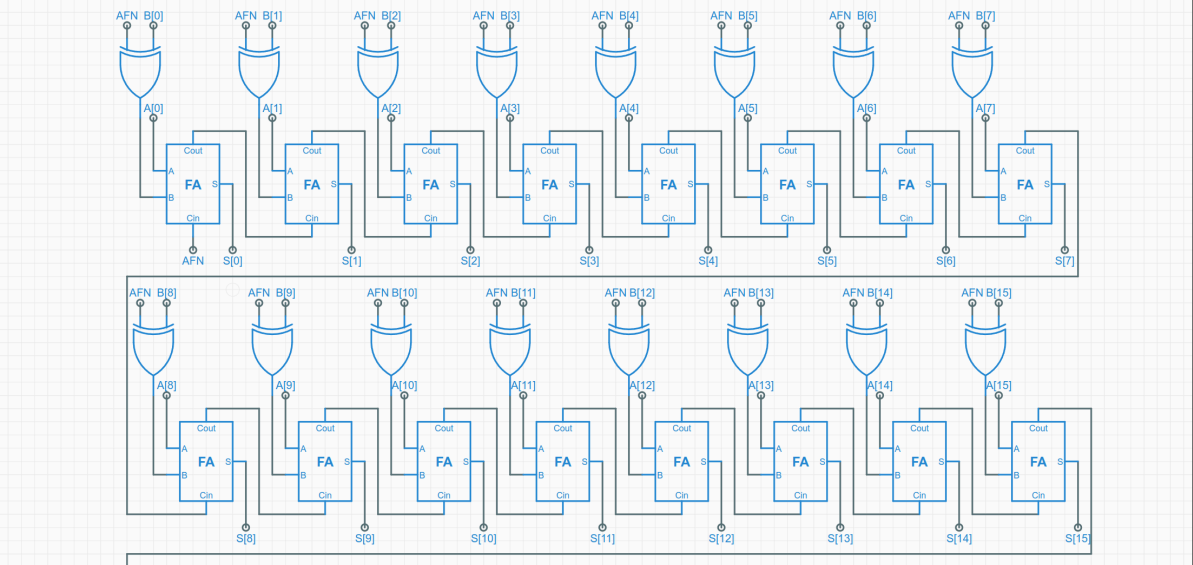 AFN B[0] AFN B[1] AFN B[2] AFN B[3] AFN B[4] AFN B[5] AFN B[6] AFN B[7]
A[0] A[1] A[2] A[3] A[4] A[5] A[6] A[7]
Cout Cout Cout Cout Cout Cout Cout Cout
A A A A A A A A
FA S FA S FA S FA S FA S FA S FA S FA S
B B B B B B B B
Cin Cin Cin Cin Cin Cin Cin Cin
AFN S[0] S[1] S[2] S[3] S[4] S[5] S[6] S[7]
AFN B[8] AFN B[9] AFN B[10] AFN B[11] AFN B[12] AFN B[13] AFN B[14] AFN B[15]
A[8] A[9] A[10] A[11] A[12] A[13] A[14] A[15]
Cout Cout Cout Cout Cout Cout Cout Cout
A A A A A A A A
FA S FA S FA S FA S FA S FA S FA S FA S
B B B B B B B B
Cin Cin Cin Cin Cin Cin Cin Cin
S[8] S[9] S[10] S[11] S[12] S[13] S[14] S[15]